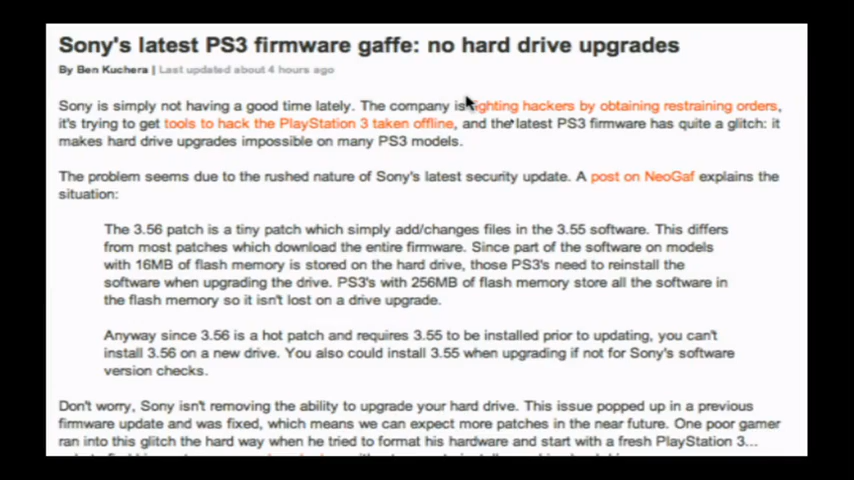 Sony's latest PS3 firmware gaffe: no hard drive upgrades
By Ben Kuchera | Last updated about 4 hours ago
Sony is simply not having a good time lately. The company is fighting hackers by obtaining restraining orders,
it's trying to get tools to hack the PlayStation 3 taken offline, and the latest PS3 firmware has quite a glitch: it
makes hard drive upgrades impossible on many PS3 models.
The problem seems due to the rushed nature of Sony's latest security update. A post on NeoGaf explains the
situation:
The 3.56 patch is a tiny patch which simply add/changes files in the 3.55 software. This differs
from most patches which download the entire firmware. Since part of the software on models
with 16MB of flash memory is stored on the hard drive, those PS3's need to reinstall the
software when upgrading the drive. PS3's with 256MB of flash memory store all the software in
the flash memory so it isn't lost on a drive upgrade.
Anyway since 3.56 is a hot patch and requires 3.55 to be installed prior to updating, you can't
install 3.56 on a new drive. You also could install 3.55 when upgrading if not for Sony's software
version checks.
Don't worry, Sony isn't removing the ability to upgrade your hard drive. This issue popped up in a previous
firmware update and was fixed, which means we can expect more patches in the near future. One poor gamer
ran into this glitch the hard way when he tried to format his hardware and start with a fresh PlayStation 3...